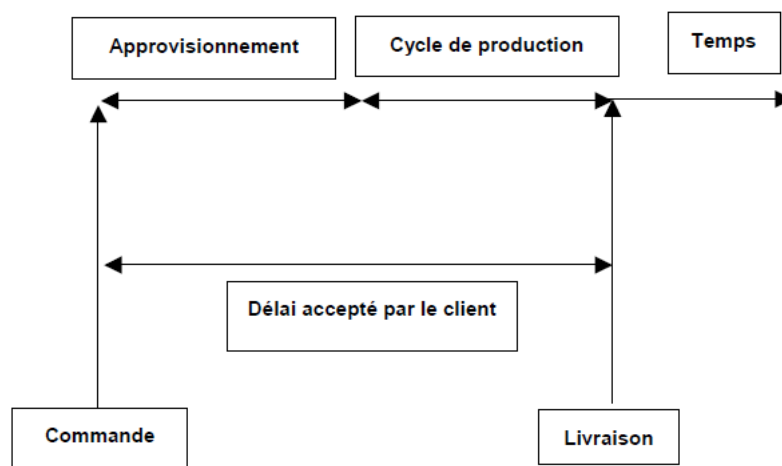 Approvisionnement
Cycle de production
Temps
Délai accepté par le client
Commande
Livraison